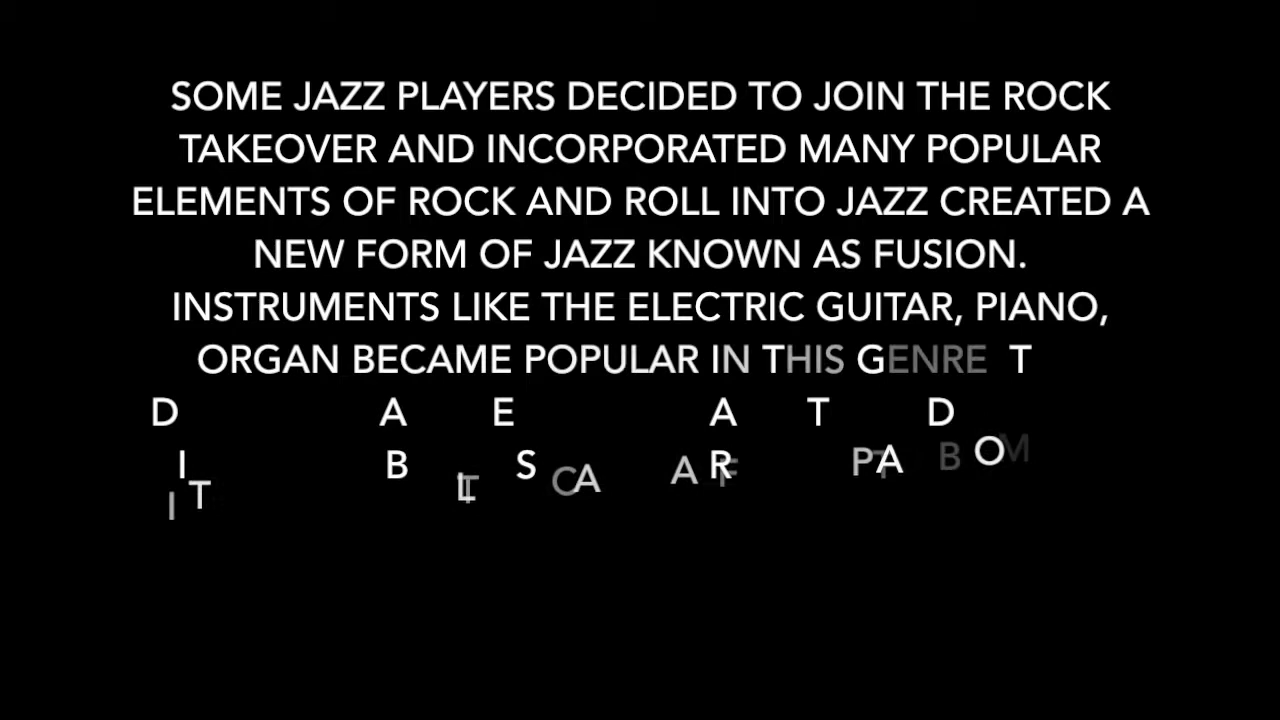 SOME JAZZ PLAYERS DECIDED TO JOIN THE ROCK
TAKEOVER AND INCORPORATED MANY POPULAR
ELEMENTS OF ROCK AND ROLL INTO JAZZ CREATED A
NEW FORM OF JAZZ KNOWN AS FUSION.
INSTRUMENTS LIKE THE ELECTRIC GUITAR, PIANO,
ORGAN BECAME POPULAR IN THIS GENRE T
D A E A T D